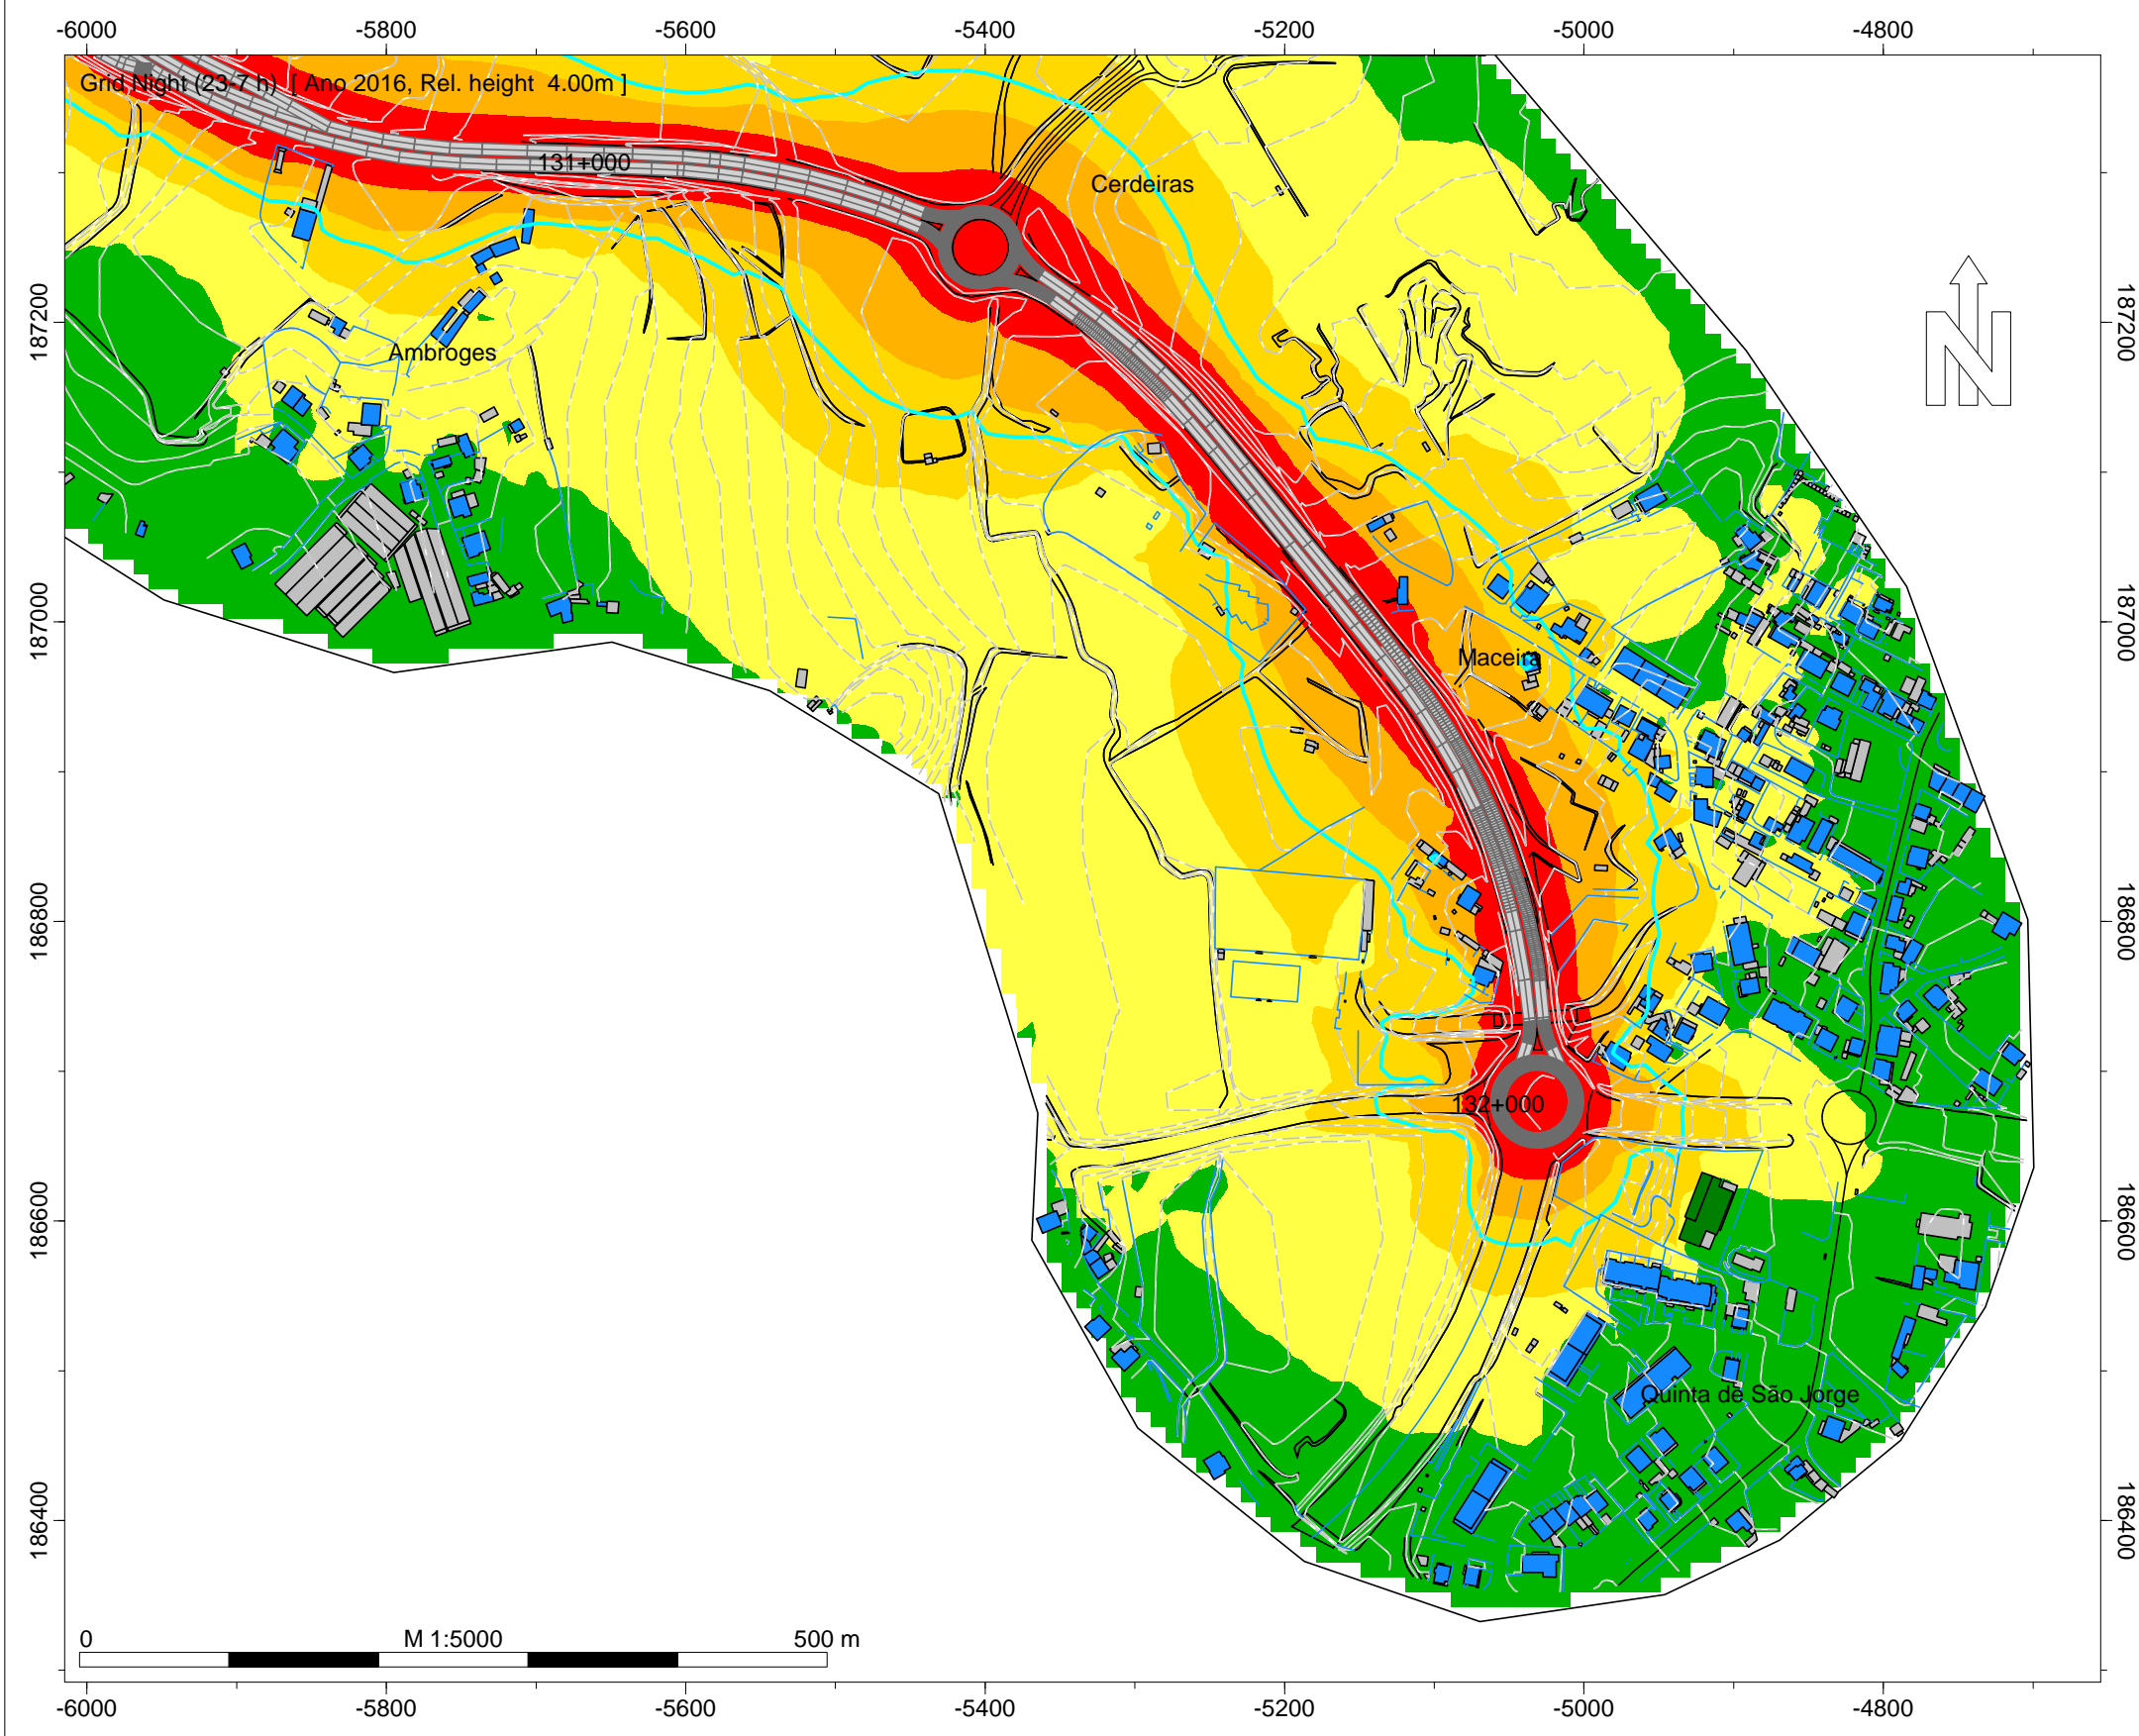 -6000 -5800 -5600 -5400 -5200 -5000 -4800
Grid Night (23-7 h) [ Ano 2016, Rel. height 4.00m ]
131+000
Cerdeiras
187200 187200
Ambroges
N
187000 187000
Maceira
186800 186800
132+000
186600 186600
Quinta de São Jorge
186400 186400
0 M 1:5000 500 m
-6000 -5800 -5600 -5400 -5200 -5000 -4800